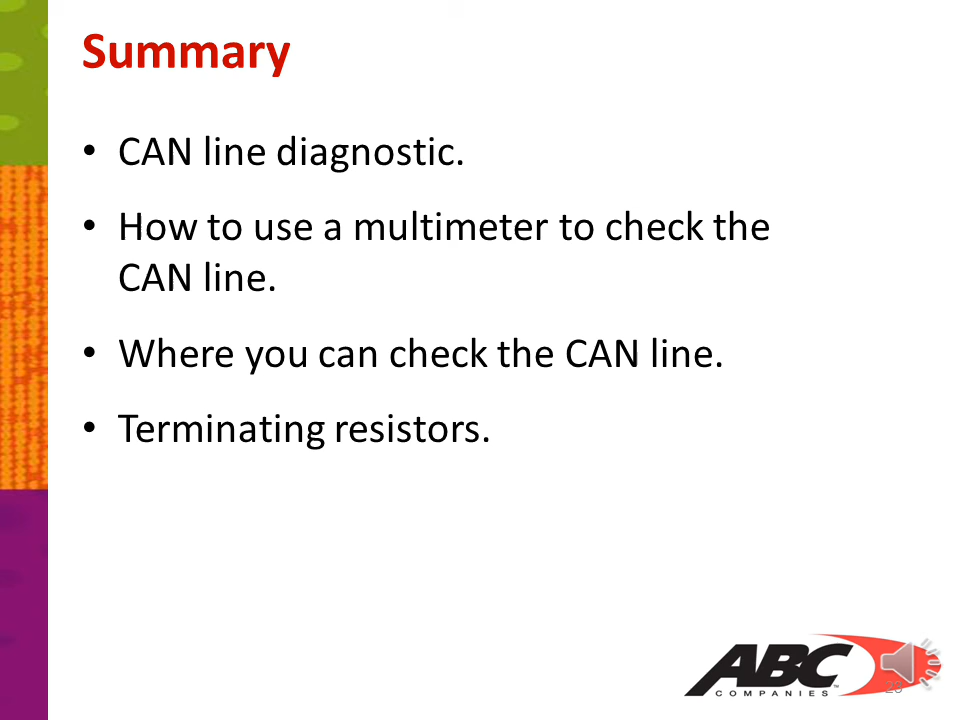 Summary
• CAN line diagnostic.
• How to use a multimeter to check the
CAN line.
• Where you can check the CAN line.
• Terminating resistors.
ABC
COMPANIES™